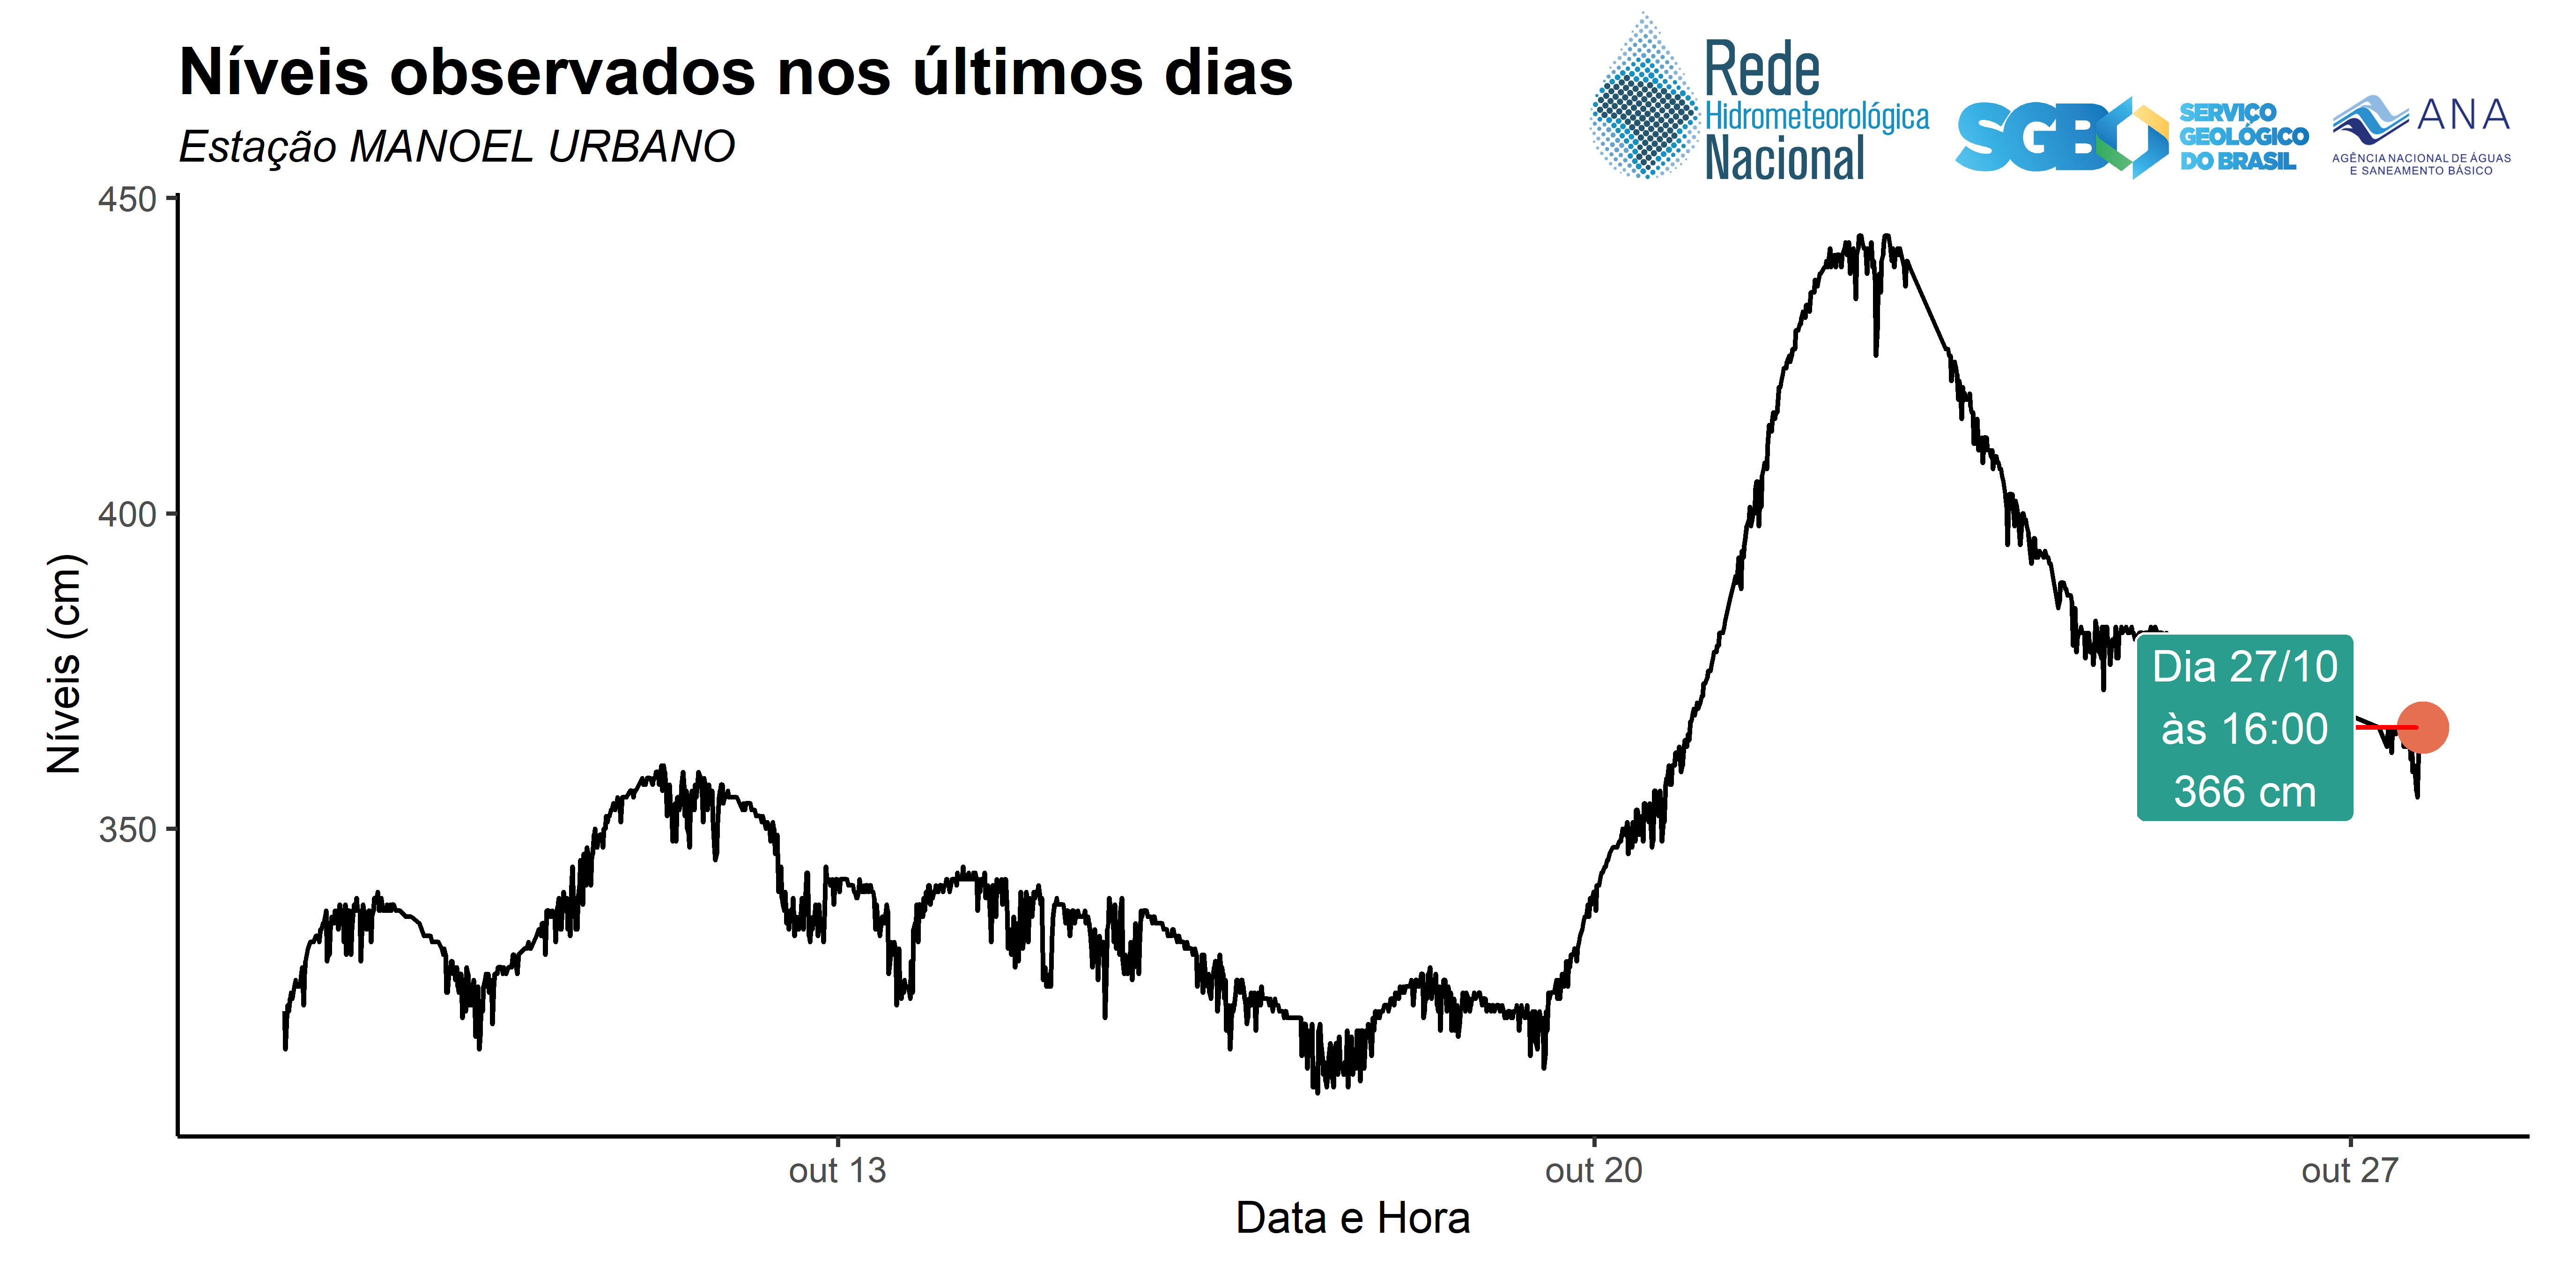 Níveis observados nos últimos dias
Estação MANOEL URBANO
Rede
Hidrometeorológica
Nacional
SGB
SERVIÇO
GEOLÓGICO
DO BRASIL
ANA
AGÊNCIA NACIONAL DE ÁGUAS
E SANEAMENTO BÁSICO
Níveis (cm)
450
400
350
Dia 27/10
às 16:00
366 cm
out 13
out 20
out 27
Data e Hora